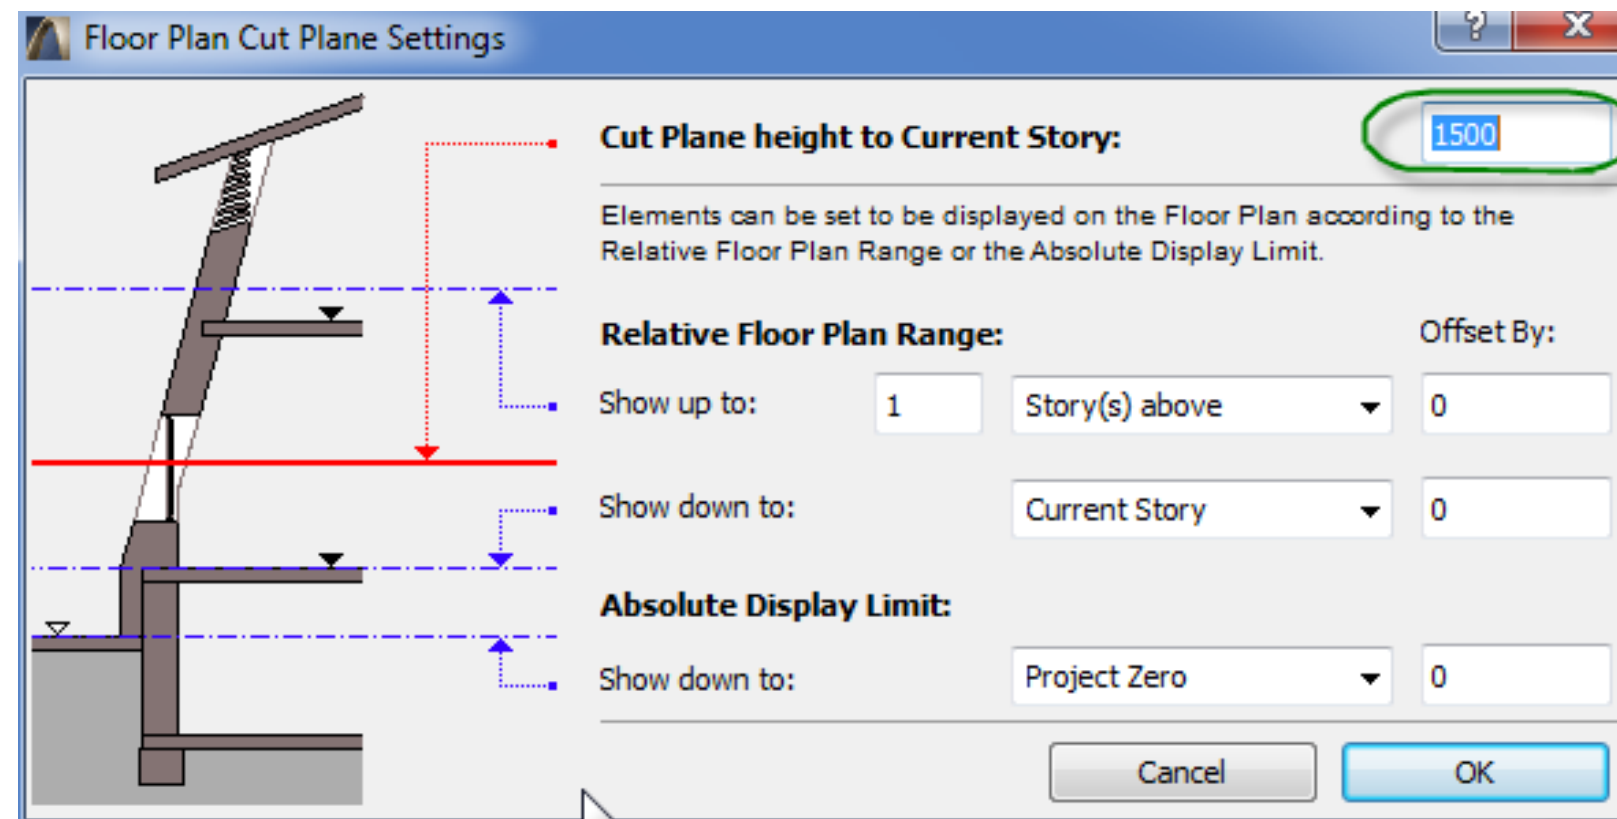 Floor Plan Cut Plane Settings
?
X
Cut Plane height to Current Story:
1500
Elements can be set to be displayed on the Floor Plan according to the
Relative Floor Plan Range or the Absolute Display Limit.
Relative Floor Plan Range:
Offset By:
Show up to:
1
Story(s) above
0
Show down to:
Current Story
0
Absolute Display Limit:
Show down to:
Project Zero
0
Cancel
OK